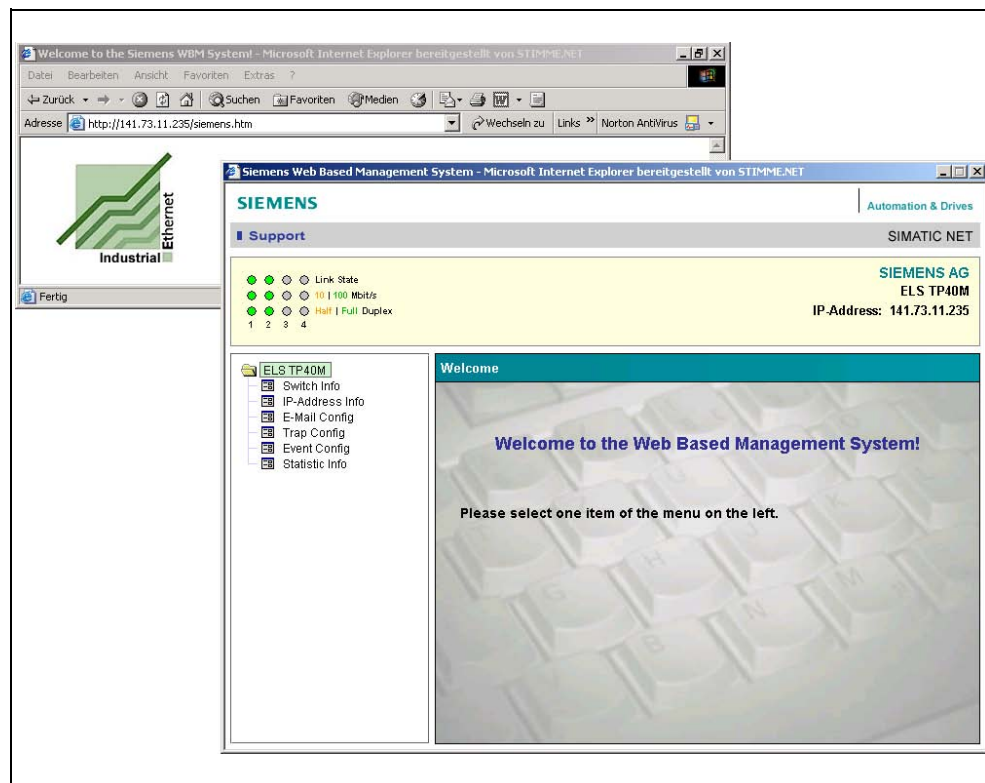 Welcome to the Siemens WBM System! - Microsoft Internet Explorer bereitgestellt von STIMME.NET
Datei Bearbeiten Ansicht Favoriten Extras ?
Zurück Suchen Favoriten Medien
Adresse http://141.73.11.235/siemens.htm Wechseln zu Links » Norton AntiVirus
Industrial
Ethernet
Fertig
Siemens Web Based Management System - Microsoft Internet Explorer bereitgestellt von STIMME.NET
SIEMENS
Automation & Drives
Support
SIMATIC NET
Link State
10 | 100 Mbit/s
Half | Full Duplex
1 2 3 4
SIEMENS AG
ELS TP40M
IP-Address: 141.73.11.235
ELS TP40M
Switch Info
IP-Address Info
E-Mail Config
Trap Config
Event Config
Statistic Info
Welcome
Welcome to the Web Based Management System!
Please select one item of the menu on the left.
G
H
J
B
N
M